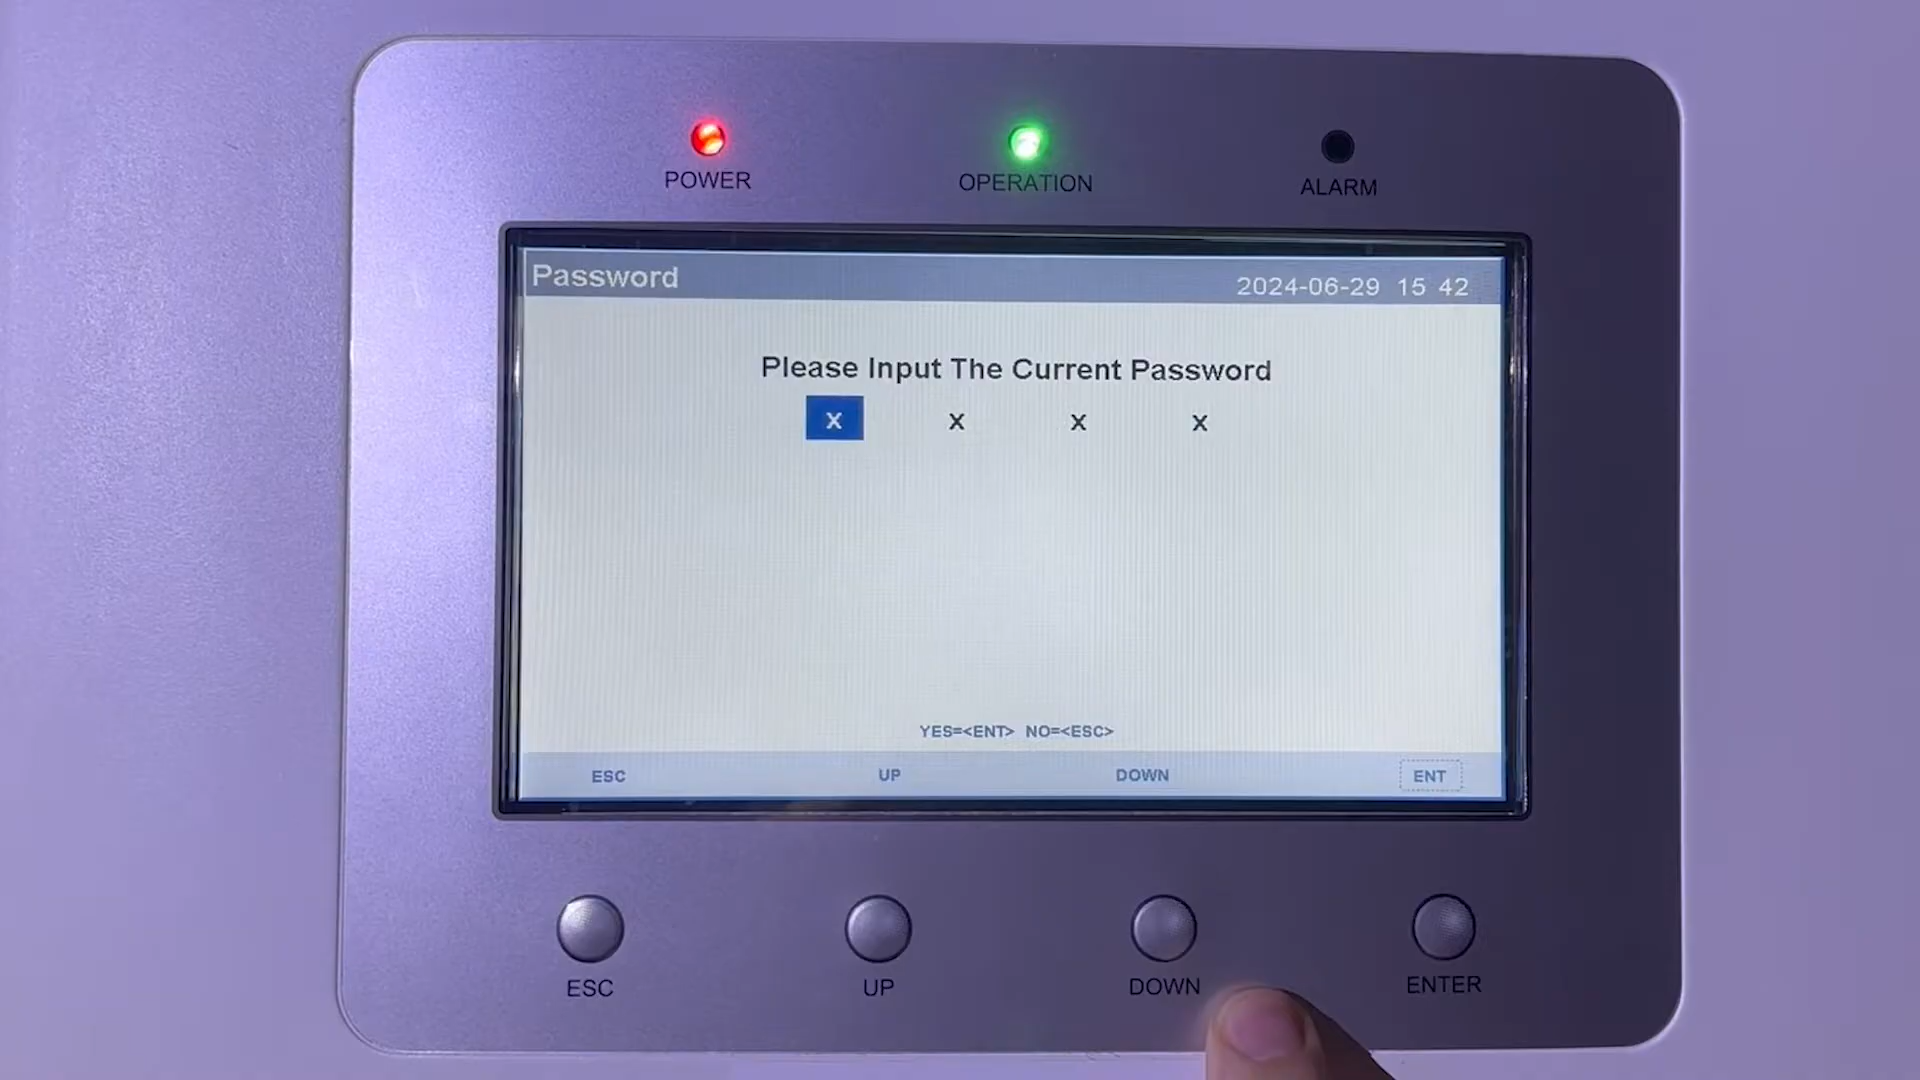 POWER
OPERATION
ALARM
Password
2024-06-29 15 42
Please Input The Current Password
X X X X
YES=<ENT> NO=<ESC>
ESC UP DOWN ENT
ESC
UP
DOWN
ENTER